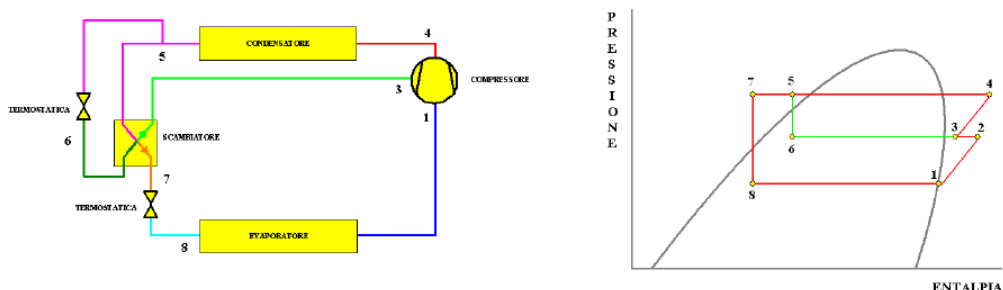 4
CONDENSATORE
5
3
COMPRESSORE
TERMOSTATICA
1
6
SCAMBIATORE
7
TERMOSTATICA
8
EVAPORATORE
PRESSIONE
7
5
4
3
2
6
1
8
ENTALPIA